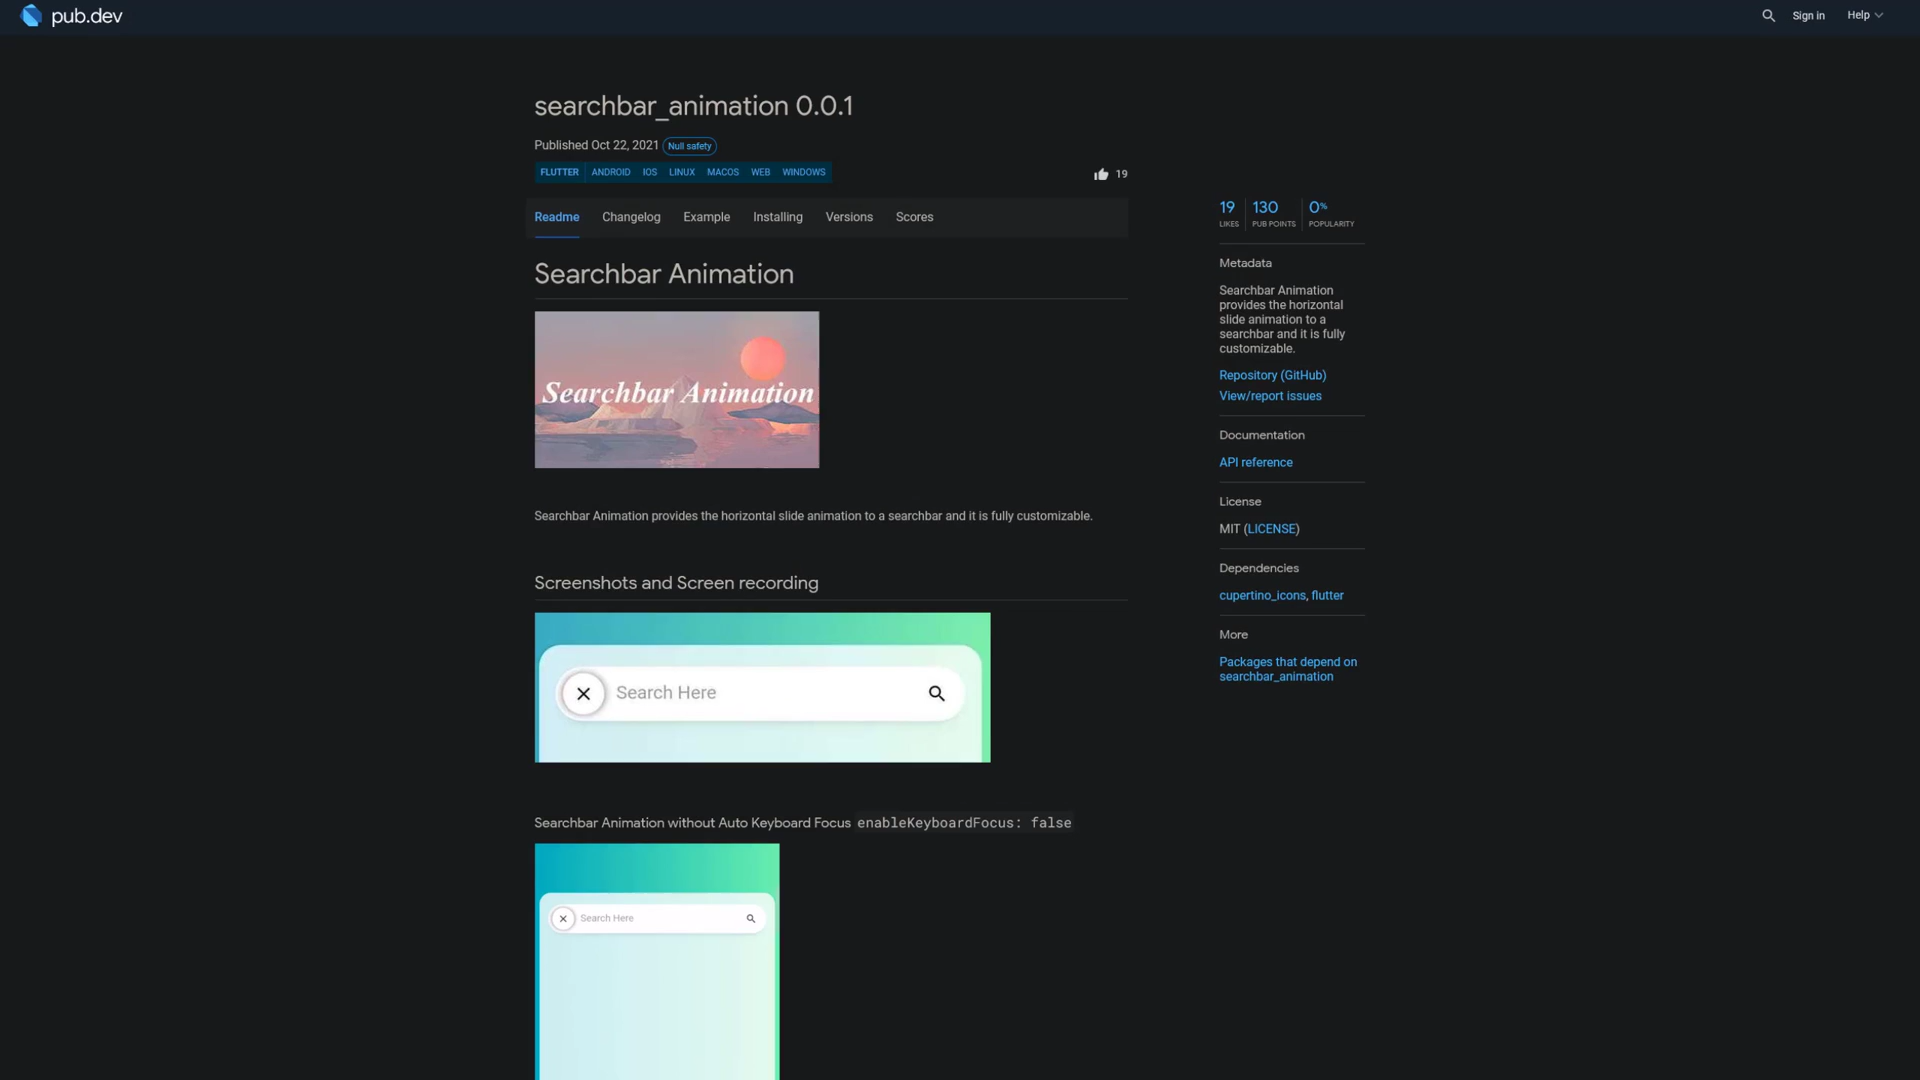 pub.dev
Sign in
Help
searchbar_animation 0.0.1
Published Oct 22, 2021 Null safety
FLUTTER ANDROID IOS LINUX MACOS WEB WINDOWS
19
Readme Changelog Example Installing Versions Scores
Searchbar Animation
Searchbar Animation
Searchbar Animation provides the horizontal slide animation to a searchbar and it is fully customizable.
Screenshots and Screen recording
Search Here
Searchbar Animation without Auto Keyboard Focus enableKeyboardFocus: false
Search Here
19 130 0%
LIKES PUB POINTS POPULARITY
Metadata
Searchbar Animation
provides the horizontal
slide animation to a
searchbar and it is fully
customizable.
Repository (GitHub)
View/report issues
Documentation
API reference
License
MIT (LICENSE)
Dependencies
cupertino_icons, flutter
More
Packages that depend on
searchbar_animation